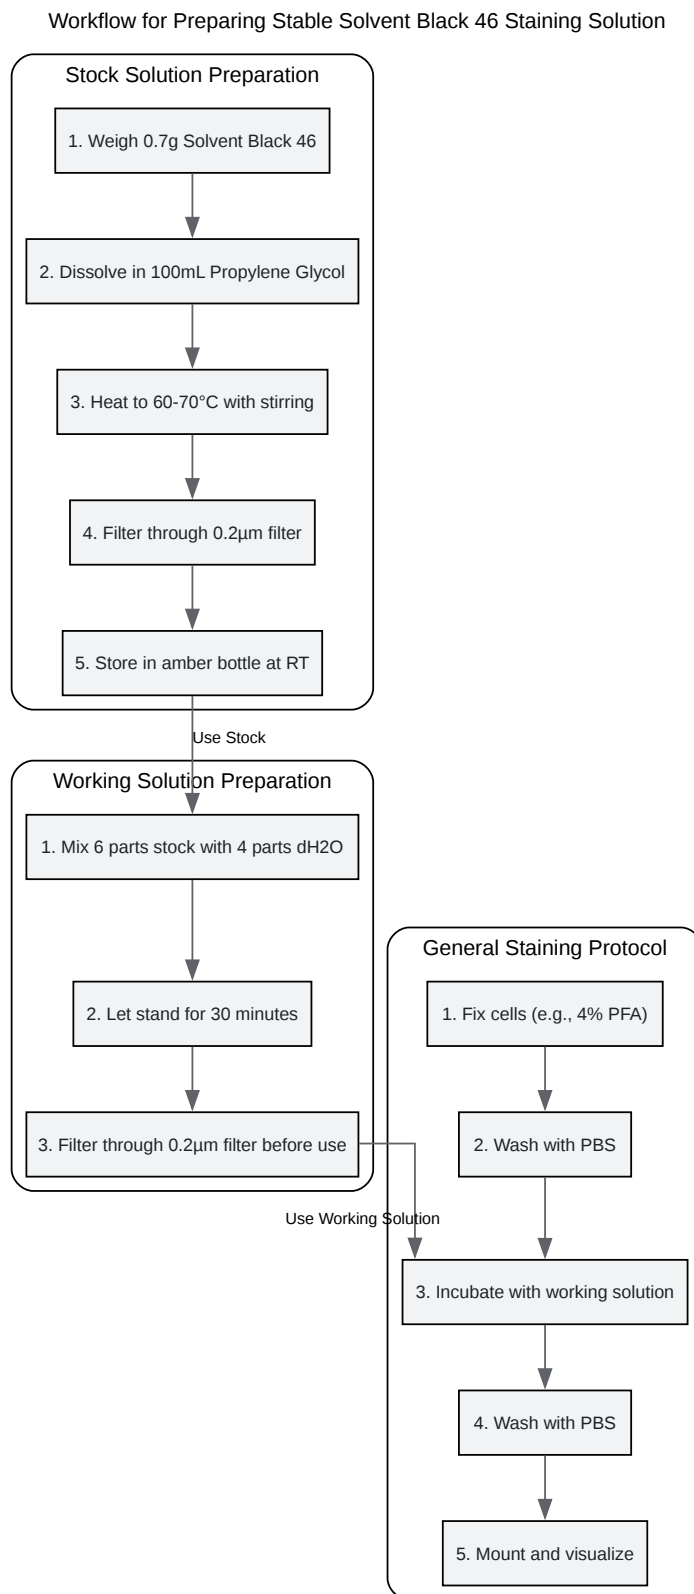 Workflow for Preparing Stable Solvent Black 46 Staining Solution
Stock Solution Preparation
1. Weigh 0.7g Solvent Black 46
2. Dissolve in 100mL Propylene Glycol
3. Heat to 60-70°C with stirring
4. Filter through 0.2µm filter
5. Store in amber bottle at RT
Use Stock
Working Solution Preparation
1. Mix 6 parts stock with 4 parts dH2O
2. Let stand for 30 minutes
3. Filter through 0.2µm filter before use
Use Working Solution
General Staining Protocol
1. Fix cells (e.g., 4% PFA)
2. Wash with PBS
3. Incubate with working solution
4. Wash with PBS
5. Mount and visualize